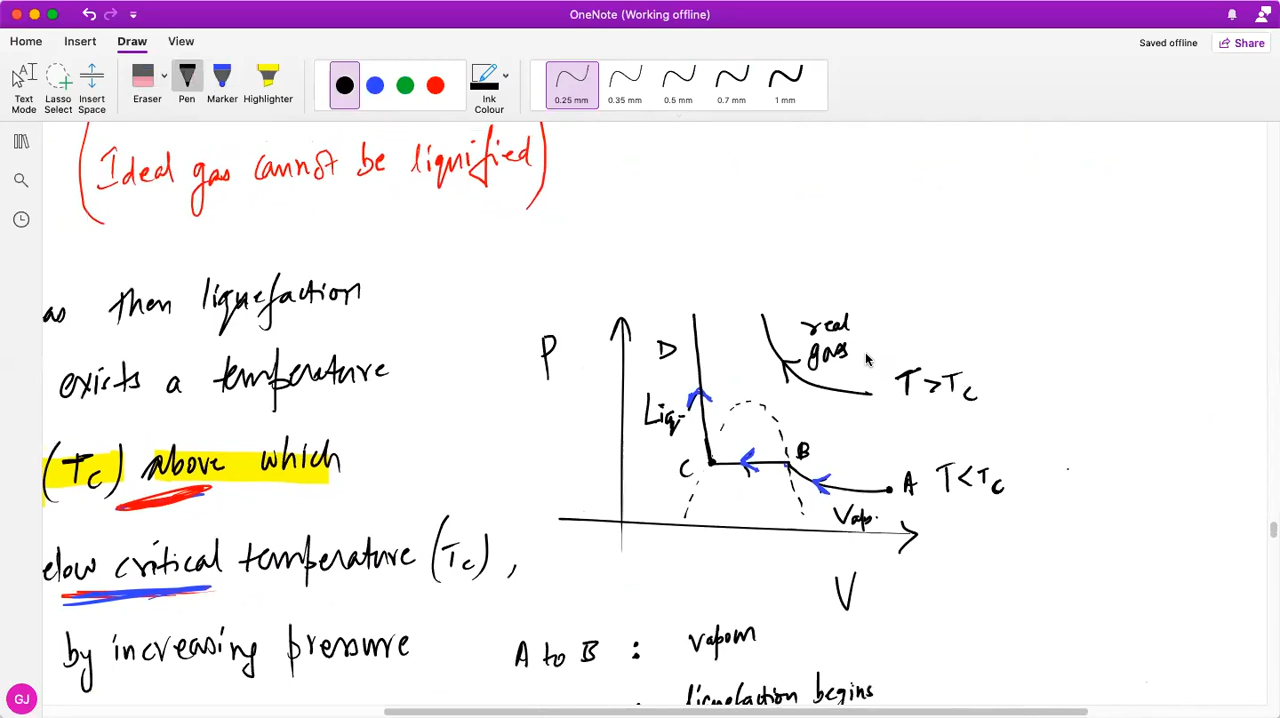 OneNote (Working offline)
Home Insert Draw View
Saved offline
Share
Text Mode
Lasso Select
Insert Space
Eraser
Pen
Marker
Highlighter
Ink Colour
0.25 mm
0.35 mm
0.5 mm
0.7 mm
1 mm
(Ideal gas cannot be liquified)
as then liquefaction
exists a temperature
(Tc) above which
elow critical temperature (Tc),
by increasing pressure
P
D
real gas
T > Tc
Liq.
C
B
A
T < Tc
Vap.
V
A to B : vapour
: liquefaction begins
GJ